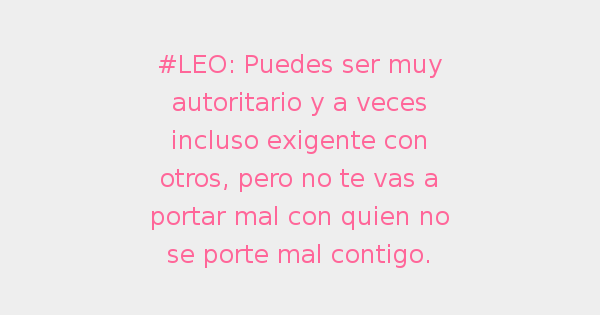 #LEO: Puedes ser muy
autoritario y a veces
incluso exigente con
otros, pero no te vas a
portar mal con quien no
se porte mal contigo.